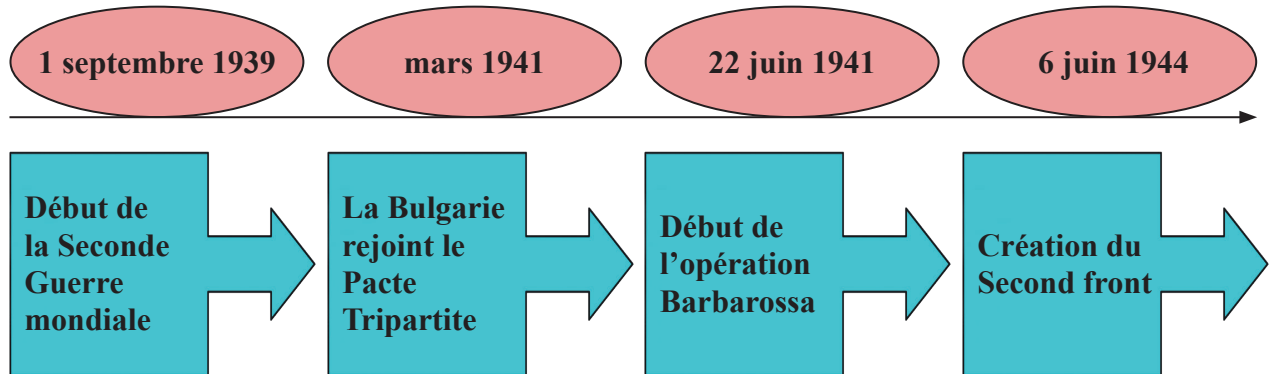 1 septembre 1939
mars 1941
22 juin 1941
6 juin 1944
Début de
la Seconde
Guerre
mondiale
La Bulgarie
rejoint le
Pacte
Tripartite
Début de
l’opération
Barbarossa
Création du
Second front